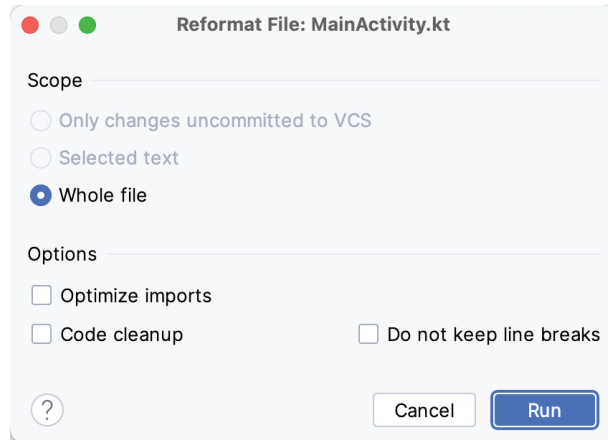 Reformat File: MainActivity.kt
Scope
Only changes uncommitted to VCS
Selected text
Whole file
Options
Optimize imports
Code cleanup
Do not keep line breaks
?
Cancel
Run